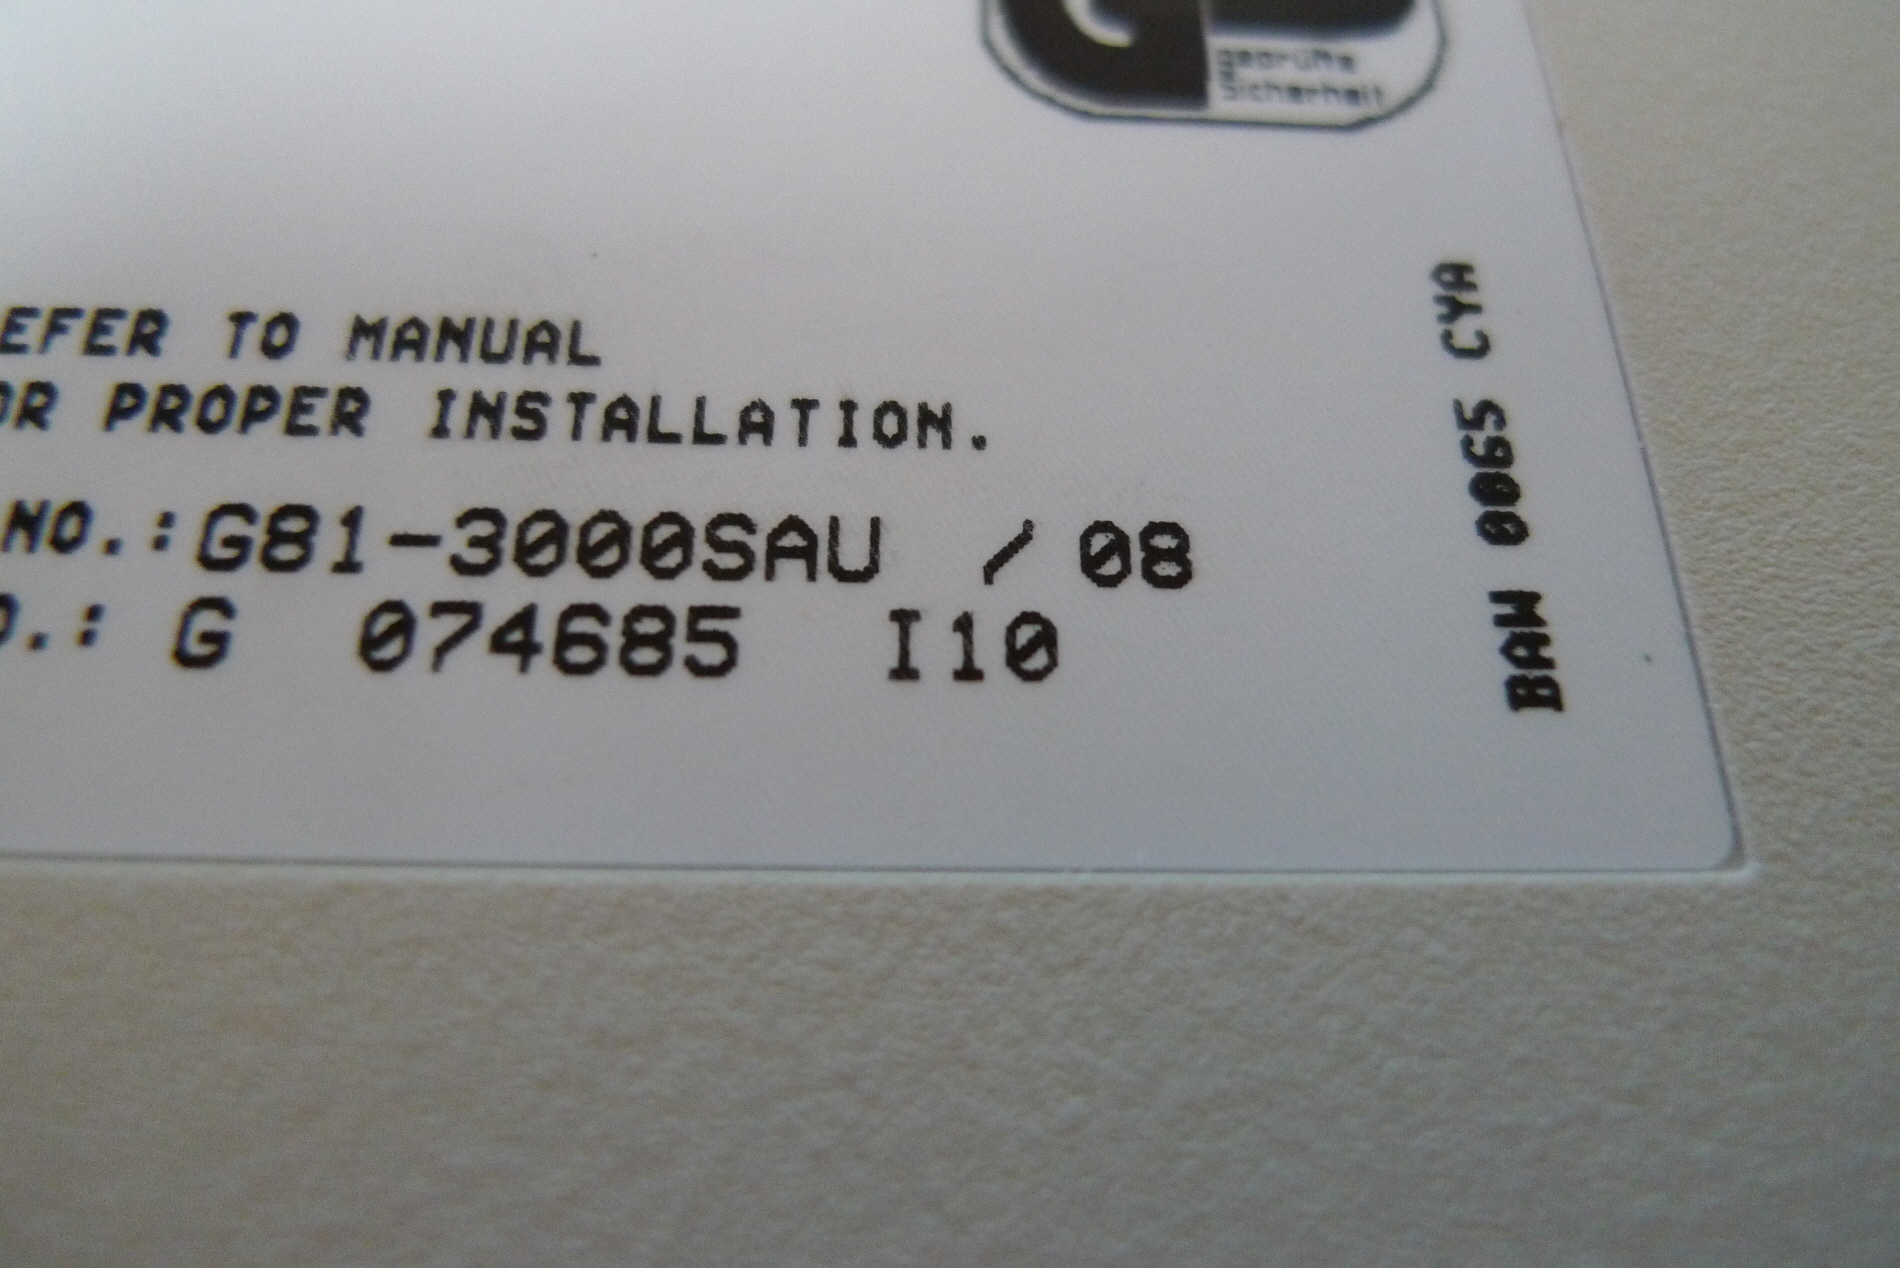 geprüfte
Sicherheit
EFER TO MANUAL
OR PROPER INSTALLATION.
NO.:G81-3000SAU / 08
O.: G 074685 I10
BAW 0065 CYA